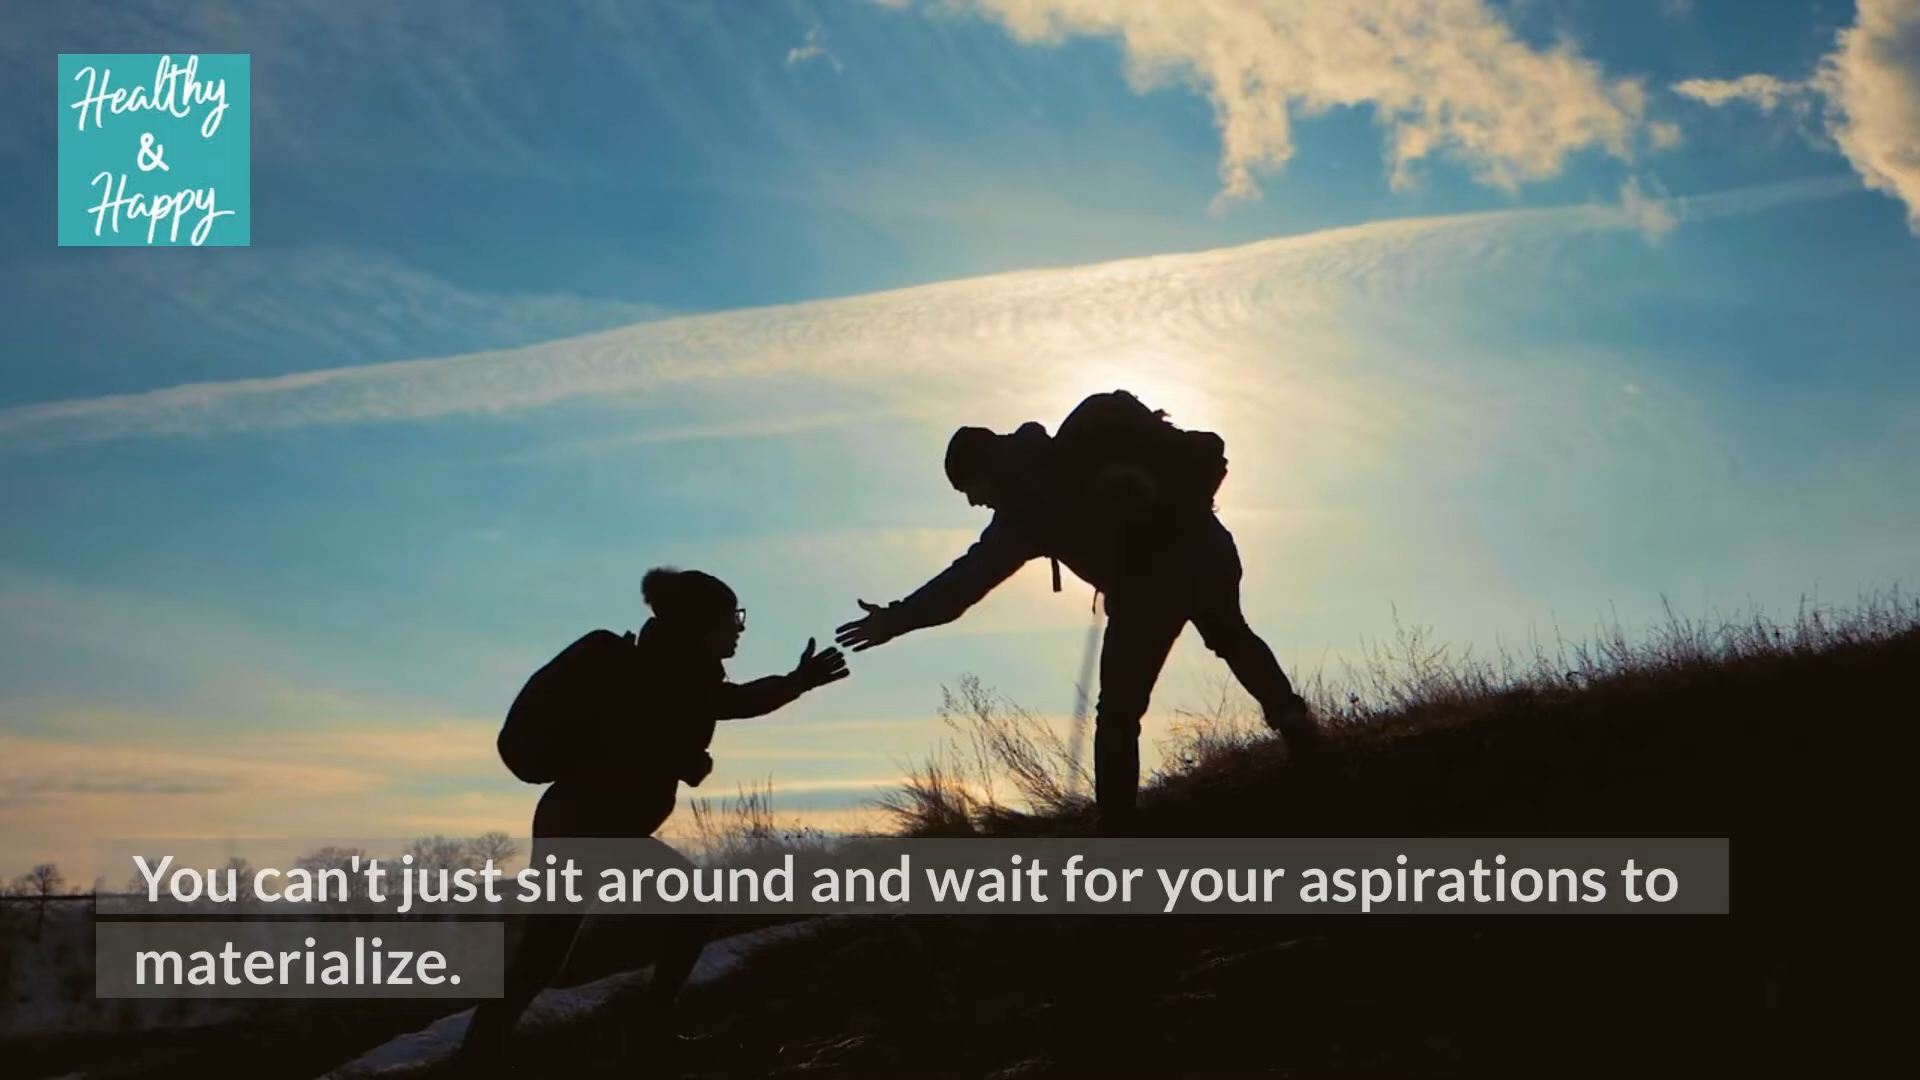 Healthy
&
Happy
You can't just sit around and wait for your aspirations to
materialize.